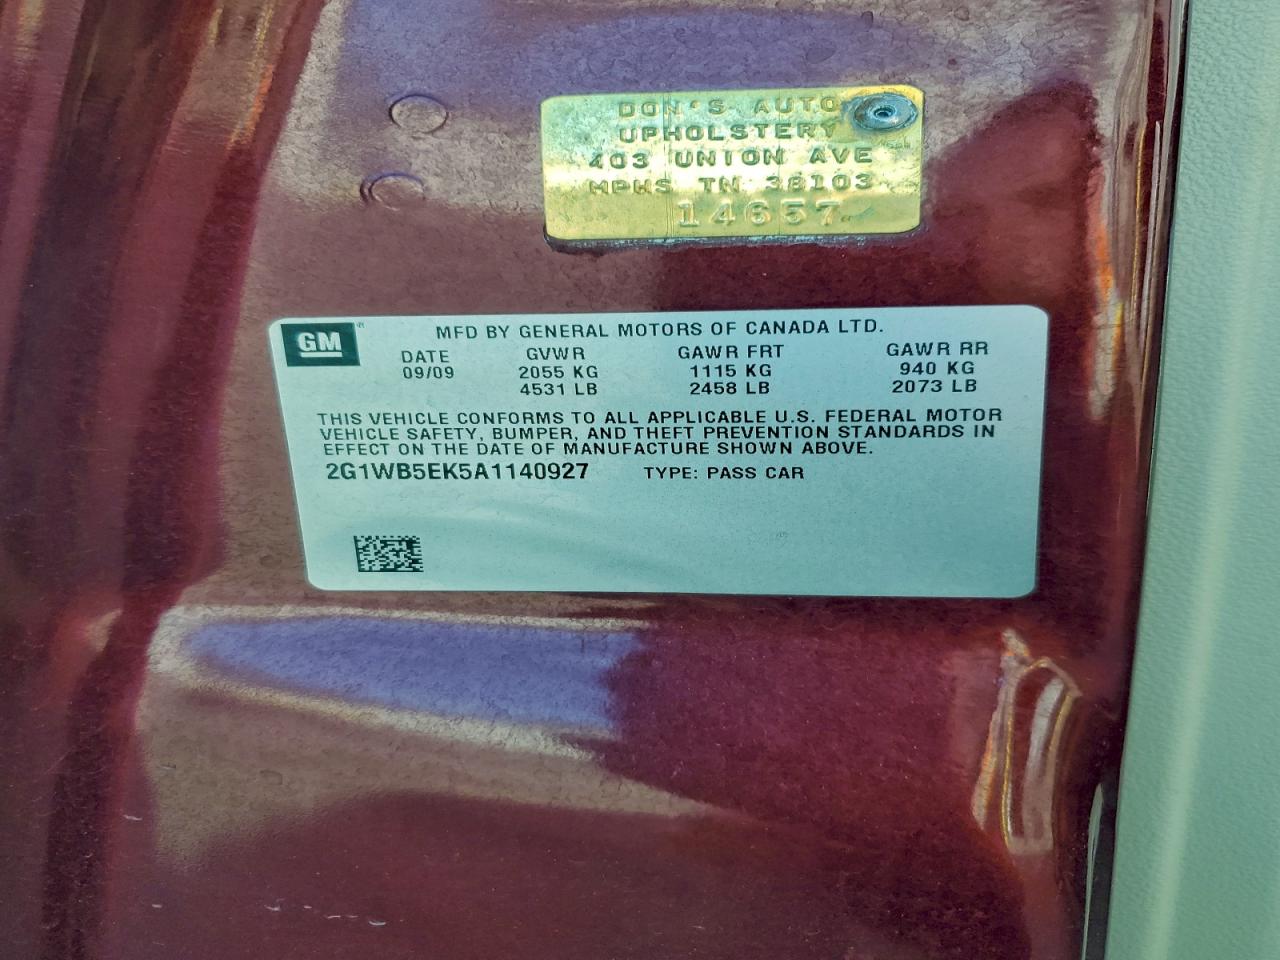 DON'S AUTO
UPHOLSTERY
403 UNION AVE
MPHS TN 38103
14657
GM
MFD BY GENERAL MOTORS OF CANADA LTD.
DATE GVWR GAWR FRT GAWR RR
09/09 2055 KG 1115 KG 940 KG
4531 LB 2458 LB 2073 LB
THIS VEHICLE CONFORMS TO ALL APPLICABLE U.S. FEDERAL MOTOR
VEHICLE SAFETY, BUMPER, AND THEFT PREVENTION STANDARDS IN
EFFECT ON THE DATE OF MANUFACTURE SHOWN ABOVE.
2G1WB5EK5A1140927 TYPE: PASS CAR